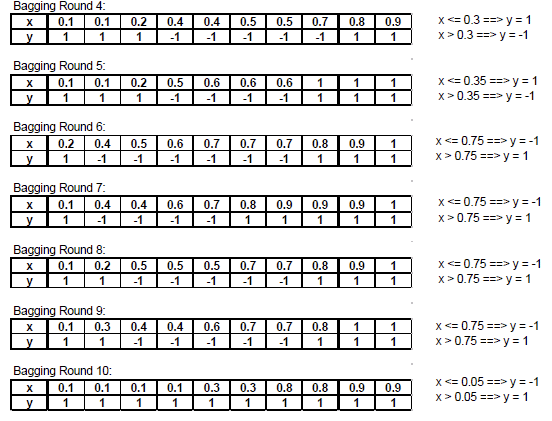 Bagging Round 4:
x 0.1 0.1 0.2 0.4 0.4 0.5 0.5 0.7 0.8 0.9 x <= 0.3 ==> y = 1
y 1 1 1 -1 -1 -1 -1 -1 1 1 x > 0.3 ==> y = -1
Bagging Round 5:
x 0.1 0.1 0.2 0.5 0.6 0.6 0.6 1 1 1 x <= 0.35 ==> y = 1
y 1 1 1 -1 -1 -1 -1 1 1 1 x > 0.35 ==> y = -1
Bagging Round 6:
x 0.2 0.4 0.5 0.6 0.7 0.7 0.7 0.8 0.9 1 x <= 0.75 ==> y = -1
y 1 -1 -1 -1 -1 -1 -1 1 1 1 x > 0.75 ==> y = 1
Bagging Round 7:
x 0.1 0.4 0.4 0.6 0.7 0.8 0.9 0.9 0.9 1 x <= 0.75 ==> y = -1
y 1 -1 -1 -1 -1 1 1 1 1 1 x > 0.75 ==> y = 1
Bagging Round 8:
x 0.1 0.2 0.5 0.5 0.5 0.7 0.7 0.8 0.9 1 x <= 0.75 ==> y = -1
y 1 1 -1 -1 -1 -1 -1 1 1 1 x > 0.75 ==> y = 1
Bagging Round 9:
x 0.1 0.3 0.4 0.4 0.6 0.7 0.7 0.8 1 1 x <= 0.75 ==> y = -1
y 1 1 -1 -1 -1 -1 -1 1 1 1 x > 0.75 ==> y = 1
Bagging Round 10:
x 0.1 0.1 0.1 0.1 0.3 0.3 0.8 0.8 0.9 0.9 x <= 0.05 ==> y = -1
y 1 1 1 1 1 1 1 1 1 1 x > 0.05 ==> y = 1